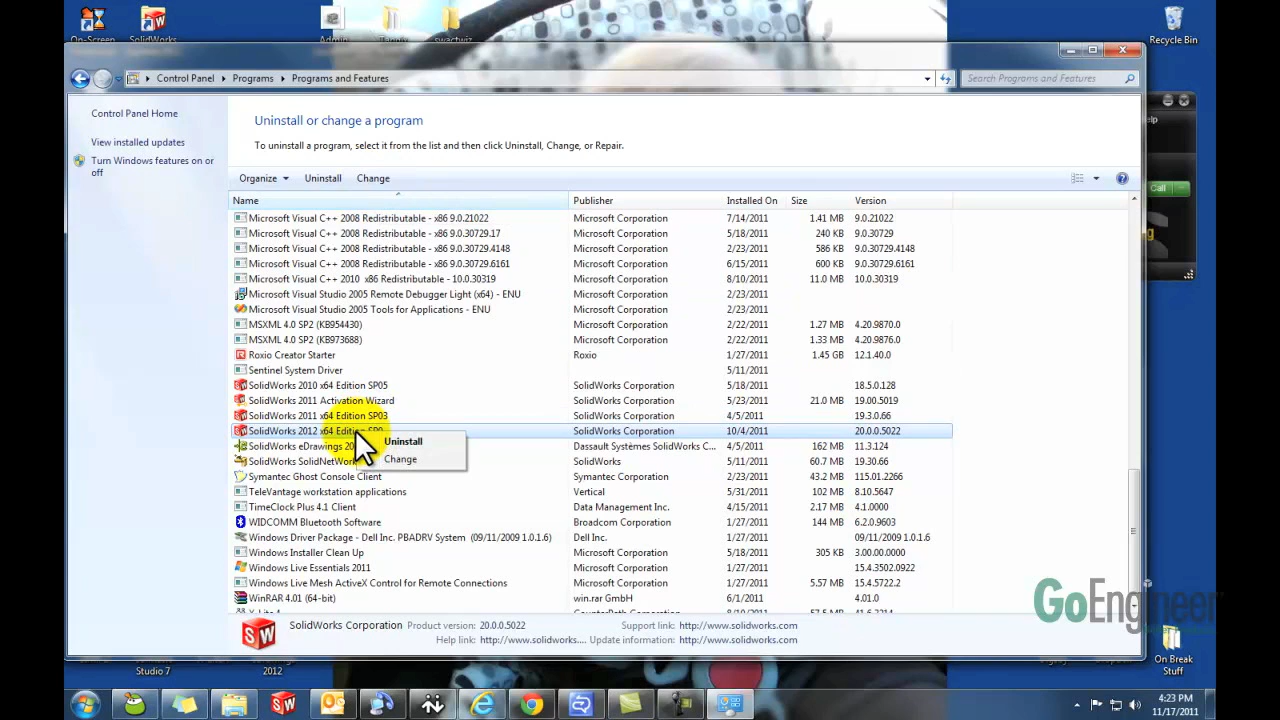 On-Screen
SolidWorks
Recycle Bin
Control Panel
Programs
Programs and Features
Search Programs and Features
Control Panel Home
View installed updates
Turn Windows features on or
off
Uninstall or change a program
To uninstall a program, select it from the list and then click Uninstall, Change, or Repair.
Organize Uninstall Change
Call
Name Publisher Installed On Size Version
Microsoft Visual C++ 2008 Redistributable - x86 9.0.21022 Microsoft Corporation 7/14/2011 1.41 MB 9.0.21022
Microsoft Visual C++ 2008 Redistributable - x86 9.0.30729.17 Microsoft Corporation 5/18/2011 240 KB 9.0.30729
Microsoft Visual C++ 2008 Redistributable - x86 9.0.30729.4148 Microsoft Corporation 2/23/2011 586 KB 9.0.30729.4148
Microsoft Visual C++ 2008 Redistributable - x86 9.0.30729.6161 Microsoft Corporation 6/15/2011 600 KB 9.0.30729.6161
Microsoft Visual C++ 2010 x86 Redistributable - 10.0.30319 Microsoft Corporation 8/10/2011 11.0 MB 10.0.30319
Microsoft Visual Studio 2005 Remote Debugger Light (x64) - ENU Microsoft Corporation 2/23/2011
Microsoft Visual Studio 2005 Tools for Applications - ENU Microsoft Corporation 2/23/2011
MSXML 4.0 SP2 (KB954430) Microsoft Corporation 2/22/2011 1.27 MB 4.20.9870.0
MSXML 4.0 SP2 (KB973688) Microsoft Corporation 2/22/2011 1.33 MB 4.20.9876.0
Roxio Creator Starter Roxio 1/27/2011 1.45 GB 12.1.40.0
Sentinel System Driver 5/11/2011
SolidWorks 2010 x64 Edition SP05 SolidWorks Corporation 5/18/2011 18.5.0.128
SolidWorks 2011 Activation Wizard SolidWorks Corporation 5/23/2011 21.0 MB 19.00.5019
SolidWorks 2011 x64 Edition SP03 SolidWorks Corporation 4/5/2011 19.3.0.66
SolidWorks 2012 x64 Edition SolidWorks Corporation 10/4/2011 20.0.0.5022
Uninstall
Change
SolidWorks eDrawings Dassault Systèmes SolidWorks C... 4/5/2011 162 MB 11.3.124
SolidWorks SolidWorks 5/11/2011 60.7 MB 19.30.66
Symantec Ghost Console Client Symantec Corporation 2/23/2011 43.2 MB 115.01.2266
TeleVantage workstation applications Vertical 5/31/2011 102 MB 8.10.5647
TimeClock Plus 4.1 Client Data Management Inc. 4/15/2011 2.17 MB 4.1.0000
WIDCOMM Bluetooth Software Broadcom Corporation 1/27/2011 144 MB 6.2.0.9603
Windows Driver Package - Dell Inc. PBADRV System (09/11/2009 1.0.1.6) Dell Inc. 09/11/2009 1.0.1.6
Windows Installer Clean Up Microsoft Corporation 5/18/2011 305 KB 3.00.00.0000
Windows Live Essentials 2011 Microsoft Corporation 1/27/2011 15.4.3502.0922
Windows Live Mesh ActiveX Control for Remote Connections Microsoft Corporation 1/27/2011 5.57 MB 15.4.5722.2
WinRAR 4.01 (64-bit) win.rar GmbH 6/1/2011 4.01.0
GoEngineer
SW
SolidWorks Corporation Product version: 20.0.0.5022 Support link: http://www.solidworks.com
Help link: http://www.solidworks.... Update information: http://www.solidworks.com
Studio 7
2012
On Break
Stuff
4:23 PM
11/17/2011